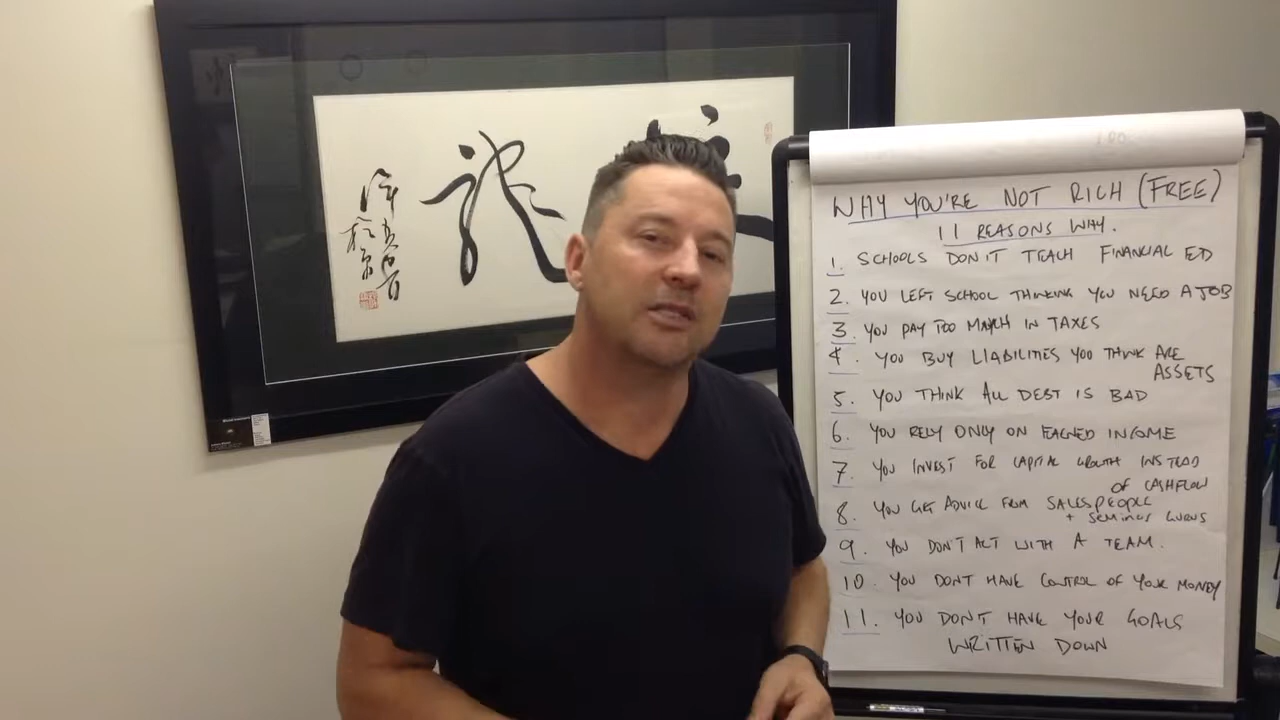 龍
WHY YOU'RE NOT RICH (FREE)
11 REASONS WHY.
1. SCHOOLS DON'T TEACH FINANCIAL ED
2. YOU LEFT SCHOOL THINKING YOU NEED A JOB
3. YOU PAY TOO MUCH IN TAXES
4. YOU BUY LIABILITIES YOU THINK ARE
ASSETS
5. YOU THINK ALL DEBT IS BAD
6. YOU RELY ONLY ON EARNED INCOME
7. YOU INVEST FOR CAPITAL GROWTH INSTEAD
OF CASHFLOW
8. YOU GET ADVICE FROM SALESPEOPLE
+ SEMINAR GURUS
9. YOU DON'T ACT WITH A TEAM.
10. YOU DONT HAVE CONTROL OF YOUR MONEY
11. YOU DON'T HAVE YOUR GOALS
WRITTEN DOWN